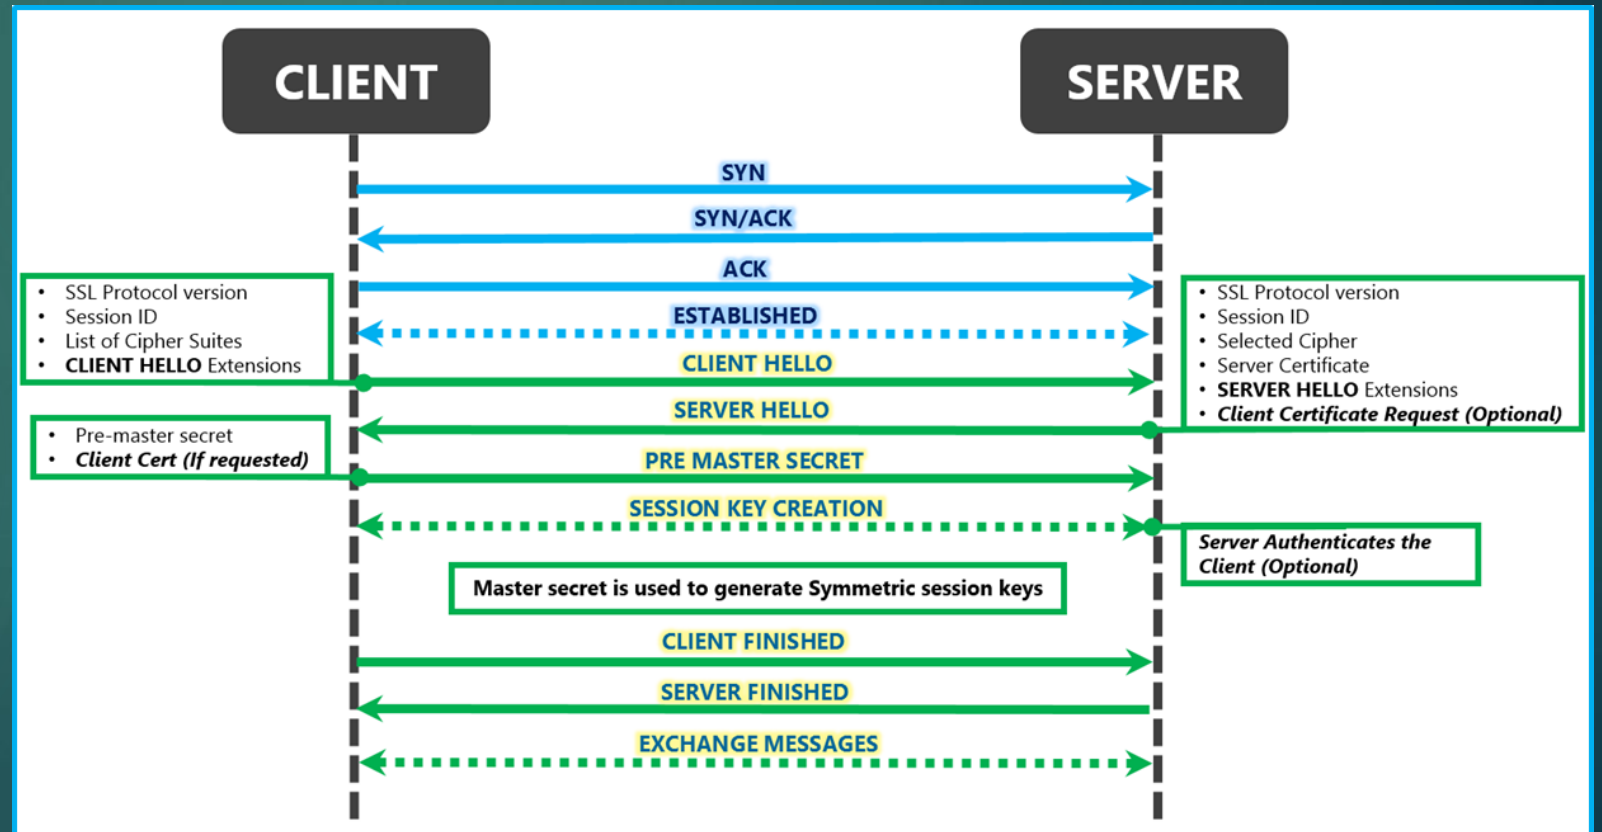 CLIENT
SERVER
SYN
SYN/ACK
ACK
• SSL Protocol version
• Session ID
• List of Cipher Suites
• CLIENT HELLO Extensions
• SSL Protocol version
• Session ID
• Selected Cipher
• Server Certificate
• SERVER HELLO Extensions
• Client Certificate Request (Optional)
ESTABLISHED
CLIENT HELLO
SERVER HELLO
• Pre-master secret
• Client Cert (If requested)
PRE MASTER SECRET
SESSION KEY CREATION
Server Authenticates the
Client (Optional)
Master secret is used to generate Symmetric session keys
CLIENT FINISHED
SERVER FINISHED
EXCHANGE MESSAGES